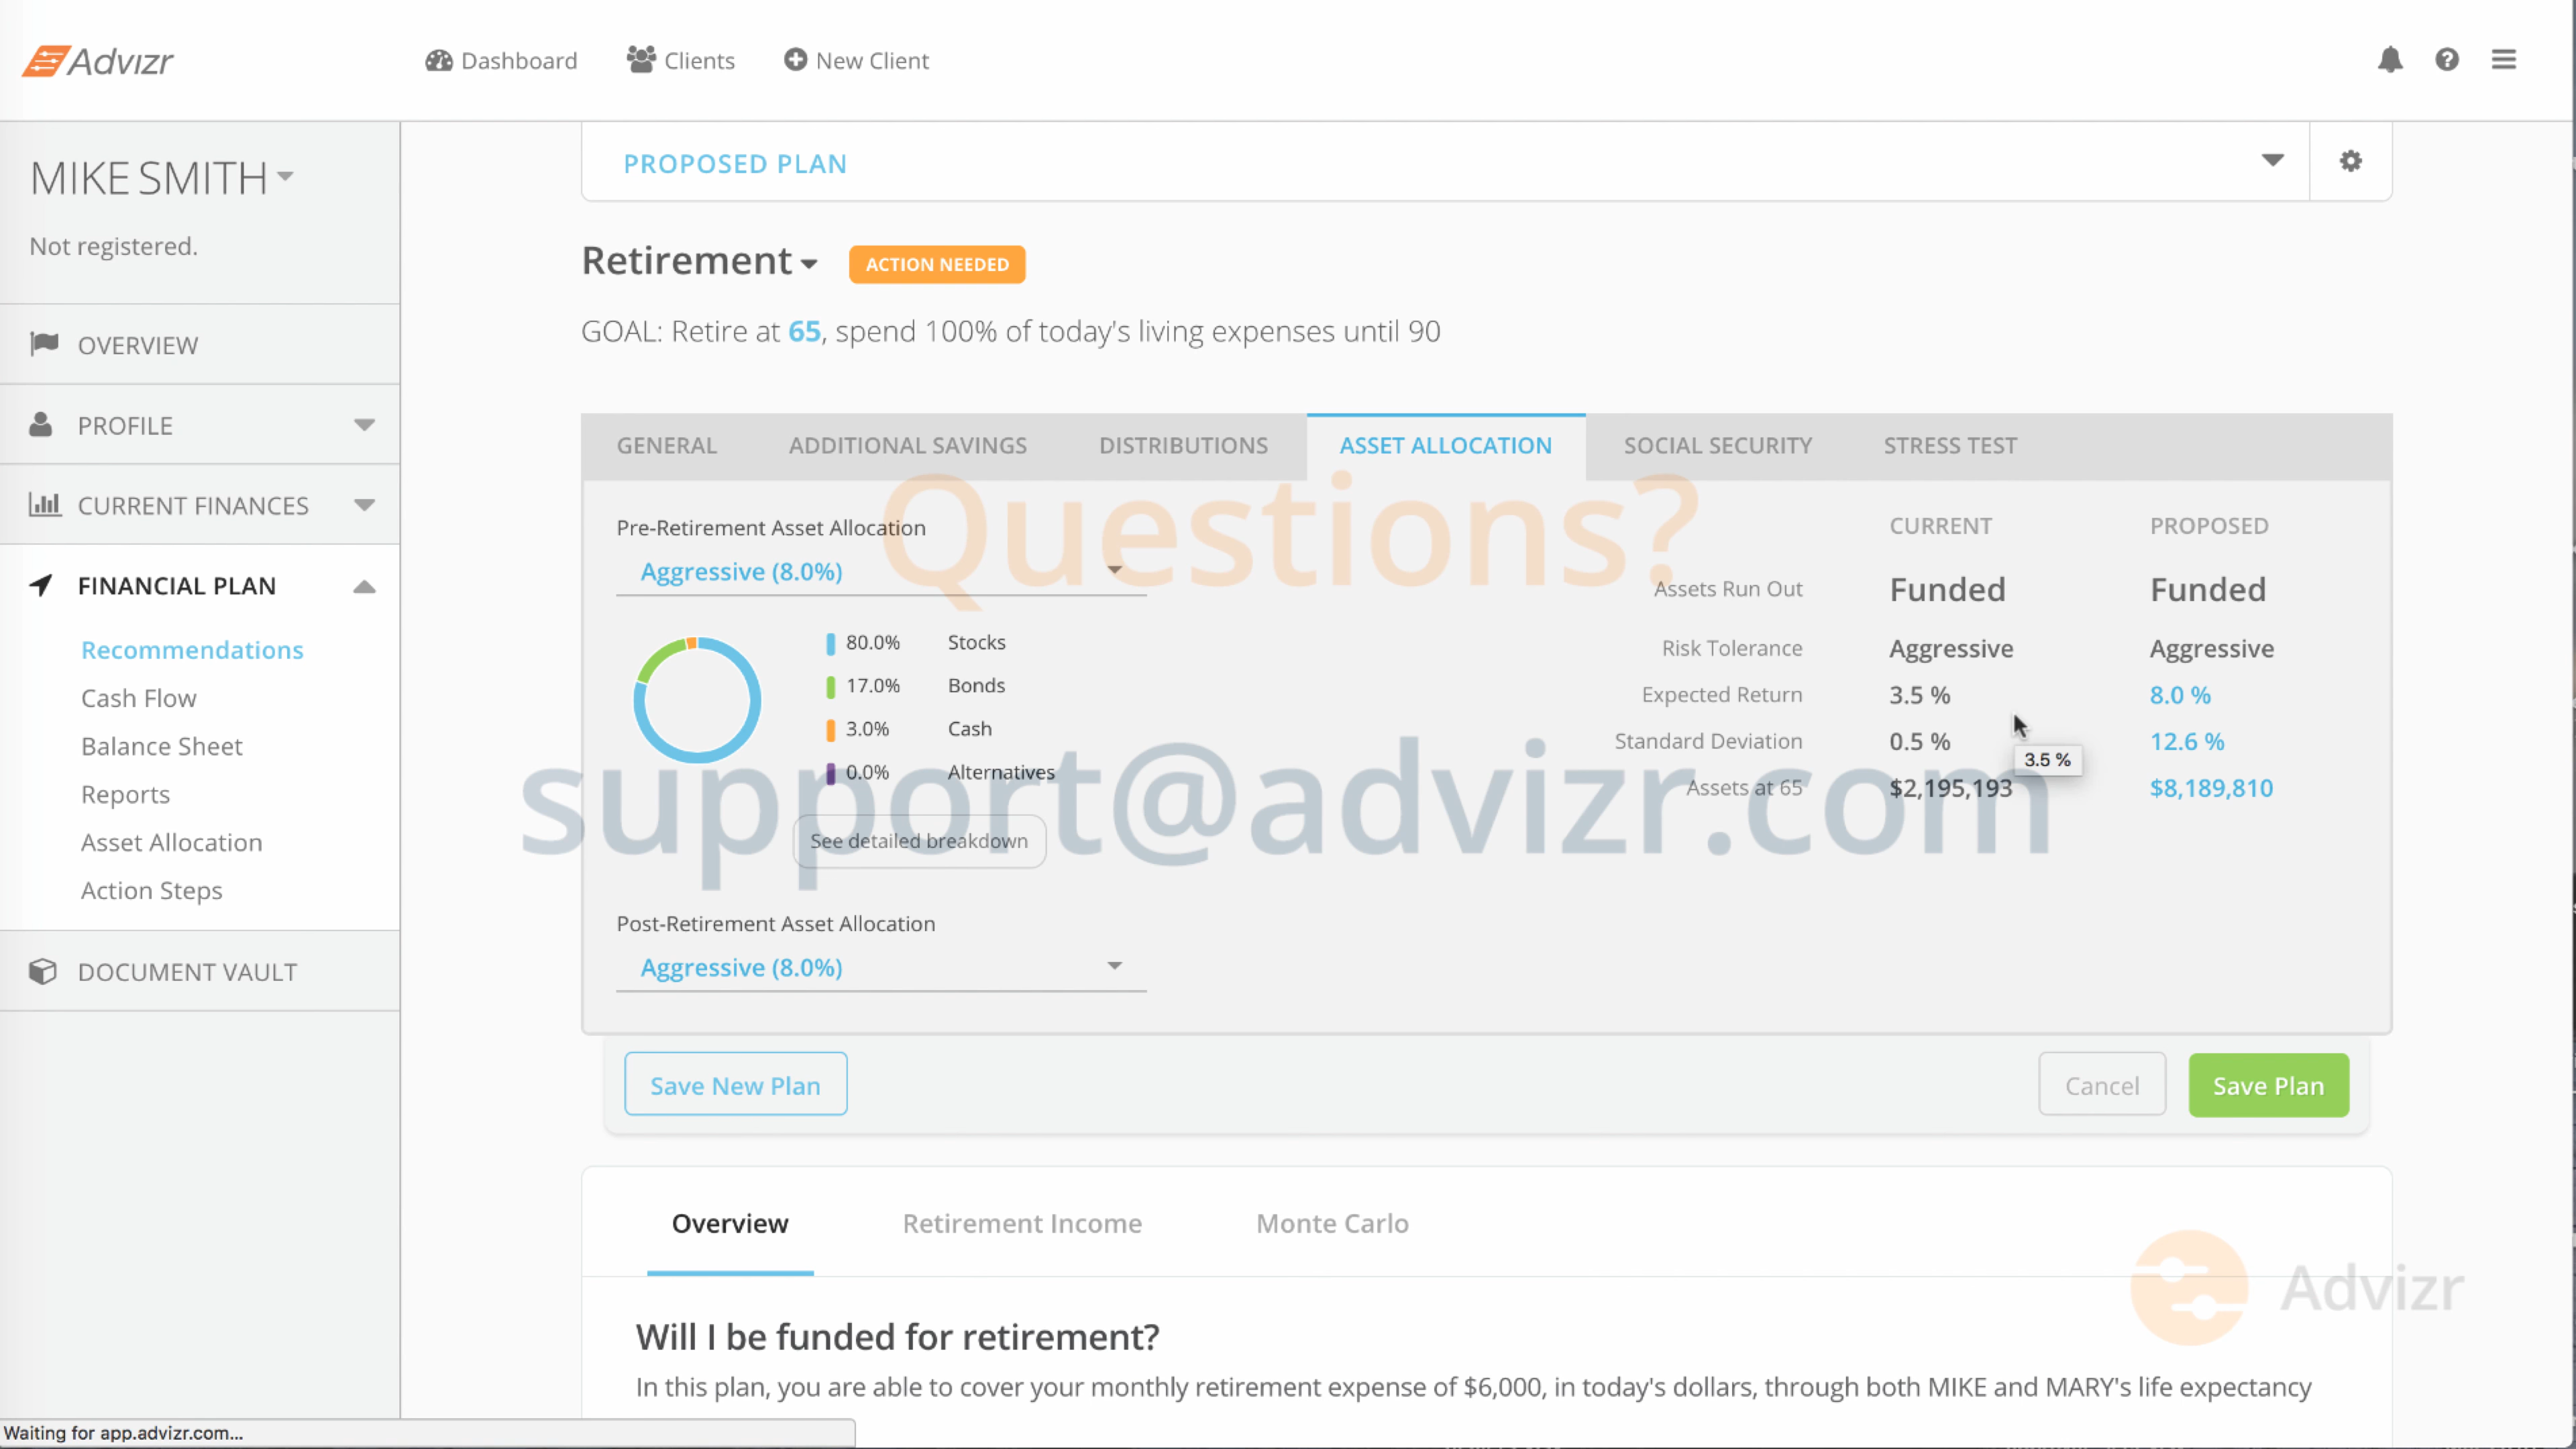 Advizr
Dashboard
Clients
New Client
MIKE SMITH
Not registered.
OVERVIEW
PROFILE
CURRENT FINANCES
FINANCIAL PLAN
Recommendations
Cash Flow
Balance Sheet
Reports
Asset Allocation
Action Steps
DOCUMENT VAULT
PROPOSED PLAN
Retirement
ACTION NEEDED
GOAL: Retire at 65, spend 100% of today's living expenses until 90
GENERAL
ADDITIONAL SAVINGS
DISTRIBUTIONS
ASSET ALLOCATION
SOCIAL SECURITY
STRESS TEST
Questions?
support@advizr.com
Pre-Retirement Asset Allocation
Aggressive (8.0%)
80.0% Stocks
17.0% Bonds
3.0% Cash
0.0% Alternatives
See detailed breakdown
Post-Retirement Asset Allocation
Aggressive (8.0%)
CURRENT PROPOSED
Assets Run Out Funded Funded
Risk Tolerance Aggressive Aggressive
Expected Return 3.5 % 8.0 %
Standard Deviation 0.5 % 12.6 %
3.5 %
Assets at 65 $2,195,193 $8,189,810
Save New Plan
Cancel
Save Plan
Overview
Retirement Income
Monte Carlo
Advizr
Will I be funded for retirement?
In this plan, you are able to cover your monthly retirement expense of $6,000, in today's dollars, through both MIKE and MARY's life expectancy
Waiting for app.advizr.com...